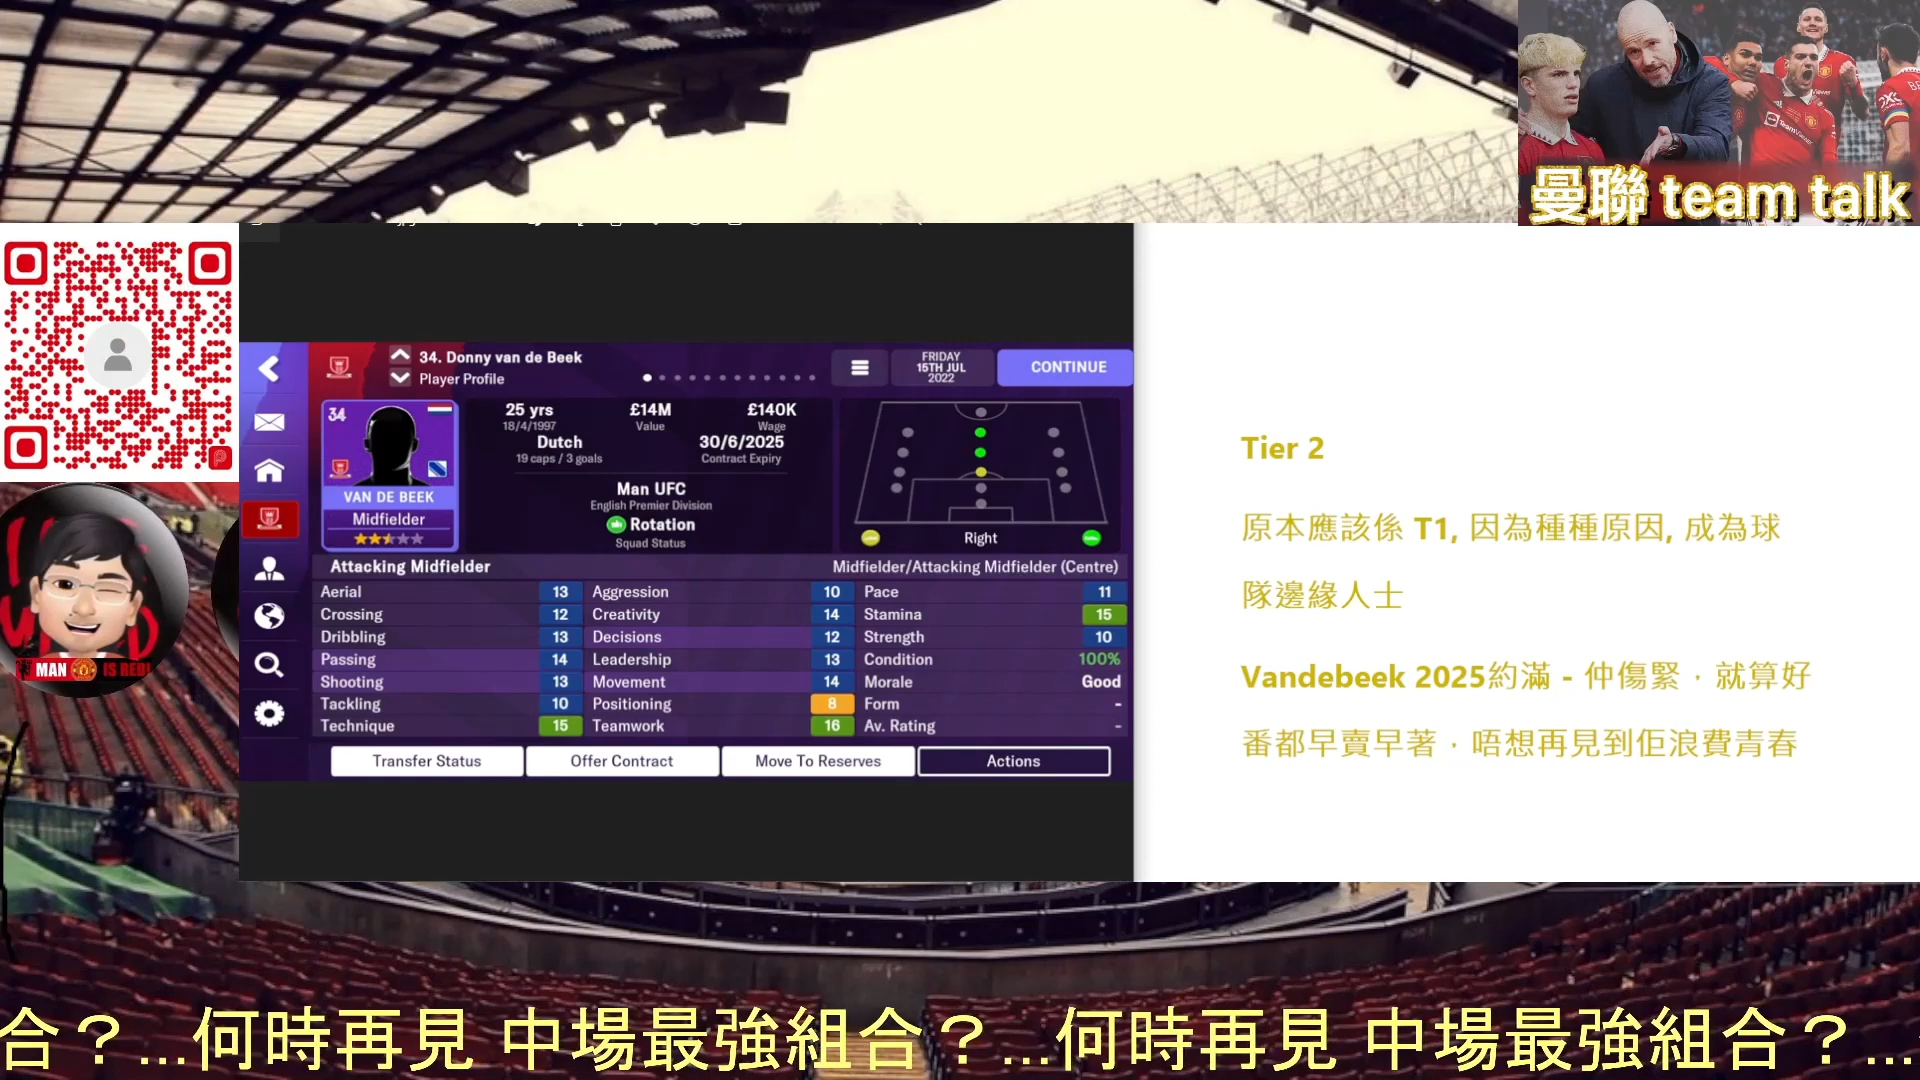 曼聯 team talk
34. Donny van de Beek
Player Profile
FRIDAY
15TH JUL
2022
CONTINUE
34
VAN DE BEEK
Midfielder
25 yrs
18/4/1997
£14M
Value
£140K
Wage
Dutch
19 caps / 3 goals
30/6/2025
Contract Expiry
Man UFC
English Premier Division
Rotation
Squad Status
Right
Attacking Midfielder
Midfielder/Attacking Midfielder (Centre)
Aerial 13 Aggression 10 Pace 11
Crossing 12 Creativity 14 Stamina 15
Dribbling 13 Decisions 12 Strength 10
Passing 14 Leadership 13 Condition 100%
Shooting 13 Movement 14 Morale Good
Tackling 10 Positioning 8 Form -
Technique 15 Teamwork 16 Av. Rating -
Transfer Status
Offer Contract
Move To Reserves
Actions
Tier 2
原本應該係 T1, 因為種種原因, 成為球
隊邊緣人士
Vandebeek 2025約滿 - 仲傷緊，就算好
番都早賣早著，唔想再見到佢浪費青春
MAN IS RED!
合？...何時再見 中場最強組合？...何時再見 中場最強組合？...